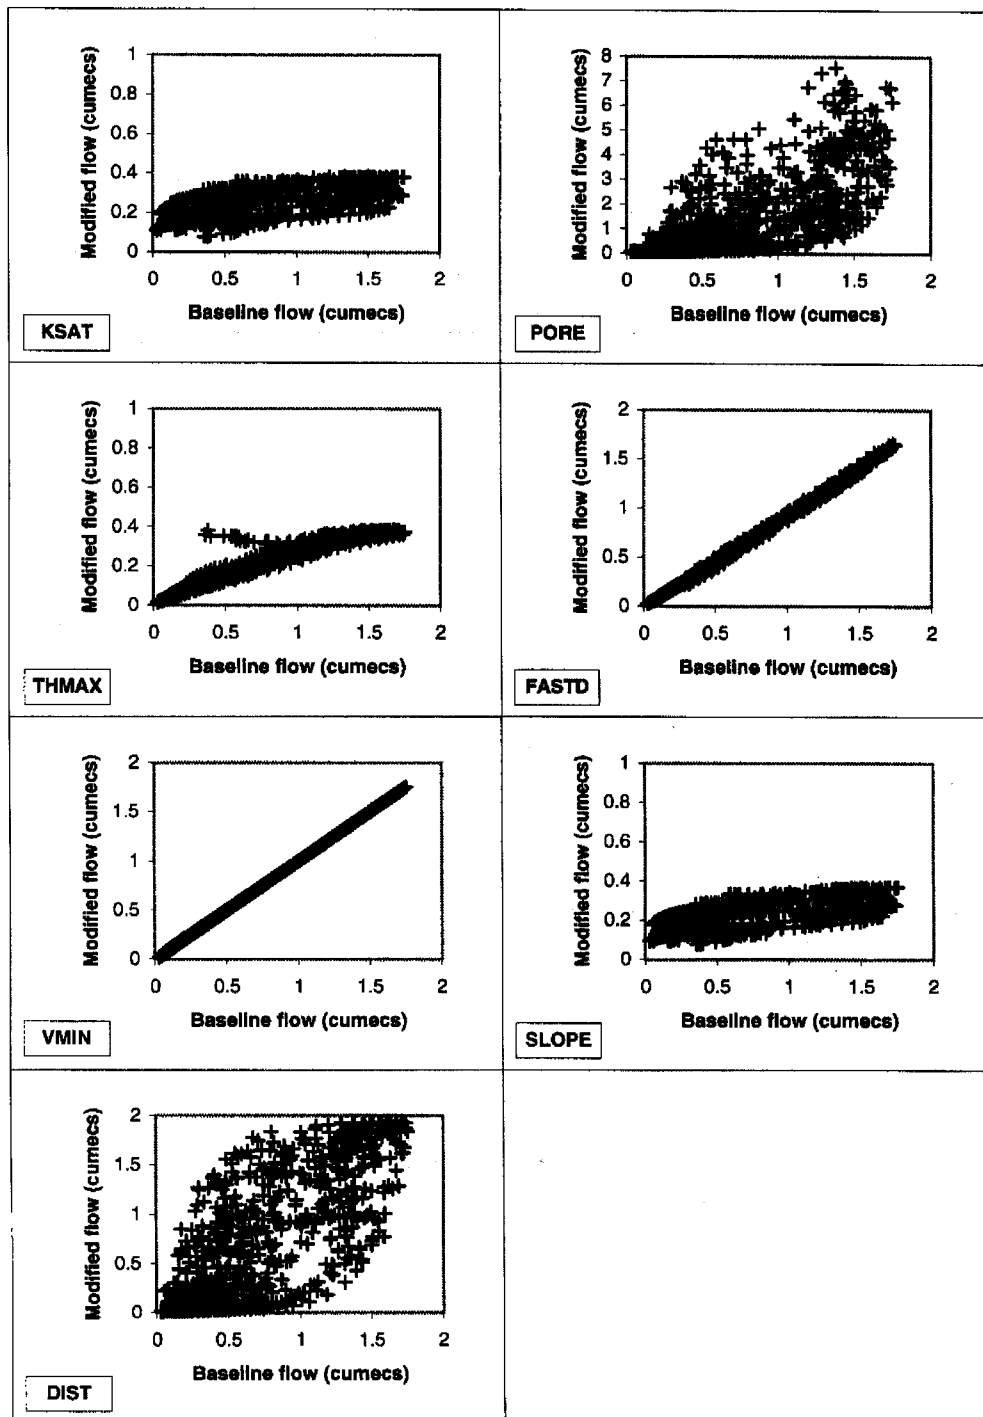 Modified flow (cumecs)
1
0.8
0.6
0.4
0.2
0
0 0.5 1 1.5 2
Baseline flow (cumecs)
KSAT
Modified flow (cumecs)
8
7
6
5
4
3
2
1
0
0 0.5 1 1.5 2
Baseline flow (cumecs)
PORE
Modified flow (cumecs)
1
0.8
0.6
0.4
0.2
0
0 0.5 1 1.5 2
Baseline flow (cumecs)
THMAX
Modified flow (cumecs)
2
1.5
1
0.5
0
0 0.5 1 1.5 2
Baseline flow (cumecs)
FASTD
Modified flow (cumecs)
2
1.5
1
0.5
0
0 0.5 1 1.5 2
Baseline flow (cumecs)
VMIN
Modified flow (cumecs)
1
0.8
0.6
0.4
0.2
0
0 0.5 1 1.5 2
Baseline flow (cumecs)
SLOPE
Modified flow (cumecs)
2
1.5
1
0.5
0
0 0.5 1 1.5 2
Baseline flow (cumecs)
DIST